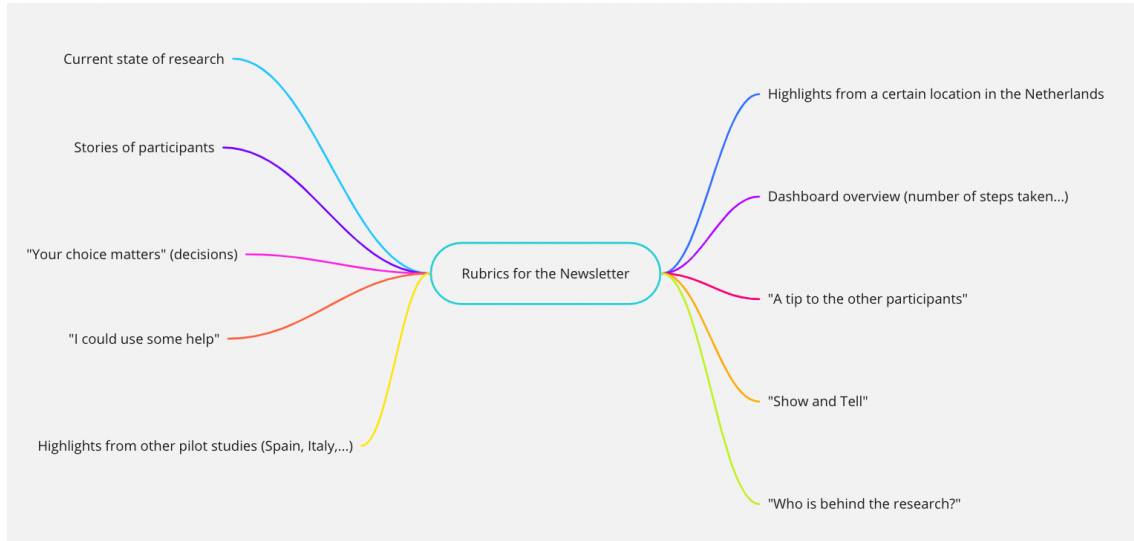 Current state of research
Stories of participants
"Your choice matters" (decisions)
"I could use some help"
Highlights from other pilot studies (Spain, Italy,...)
Rubrics for the Newsletter
Highlights from a certain location in the Netherlands
Dashboard overview (number of steps taken...)
"A tip to the other participants"
"Show and Tell"
"Who is behind the research?"